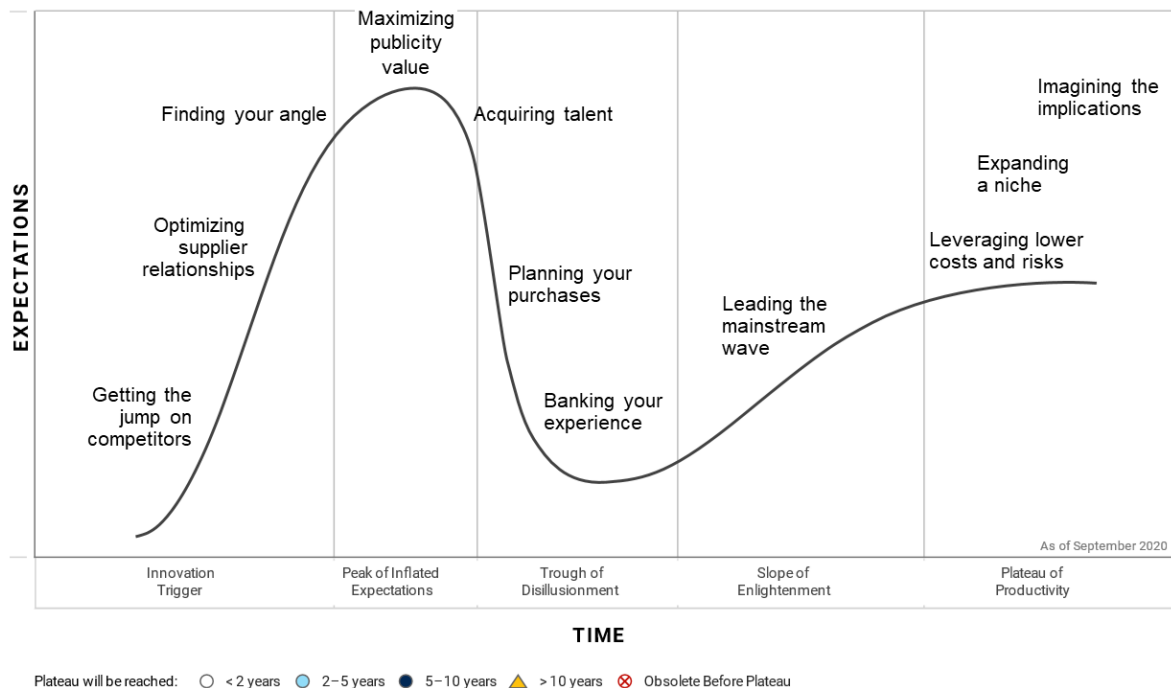 Maximizing
publicity
value
Finding your angle
Acquiring talent
Imagining the
implications
Expanding
a niche
Optimizing
supplier
relationships
Planning your
purchases
Leveraging lower
costs and risks
Leading the
mainstream
wave
Getting the
jump on
competitors
Banking your
experience
EXPECTATIONS
As of September 2020
Innovation
Trigger
Peak of Inflated
Expectations
Trough of
Disillusionment
Slope of
Enlightenment
Plateau of
Productivity
TIME
Plateau will be reached: < 2 years 2–5 years 5–10 years > 10 years Obsolete Before Plateau